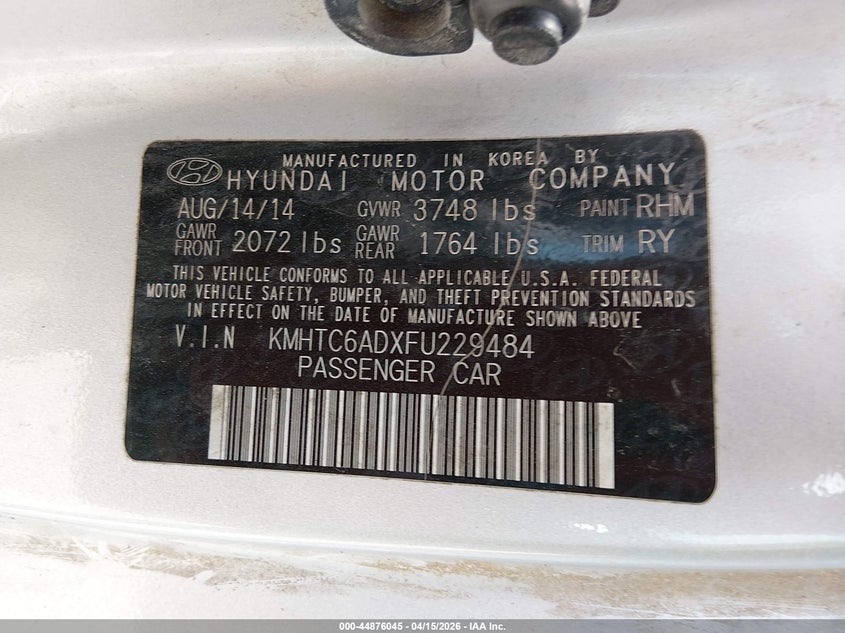 MANUFACTURED IN KOREA BY
HYUNDAI MOTOR COMPANY
AUG/14/14 GVWR 3748 lbs PAINT RHM
GAWR FRONT 2072 lbs GAWR REAR 1764 lbs TRIM RY
THIS VEHICLE CONFORMS TO ALL APPLICABLE U.S.A. FEDERAL
MOTOR VEHICLE SAFETY, BUMPER, AND THEFT PREVENTION STANDARDS
IN EFFECT ON THE DATE OF MANUFACTURE SHOWN ABOVE
V.I.N KMHTC6ADXFU229484
PASSENGER CAR
000-44876045 - 04/15/2026 - IAA Inc.